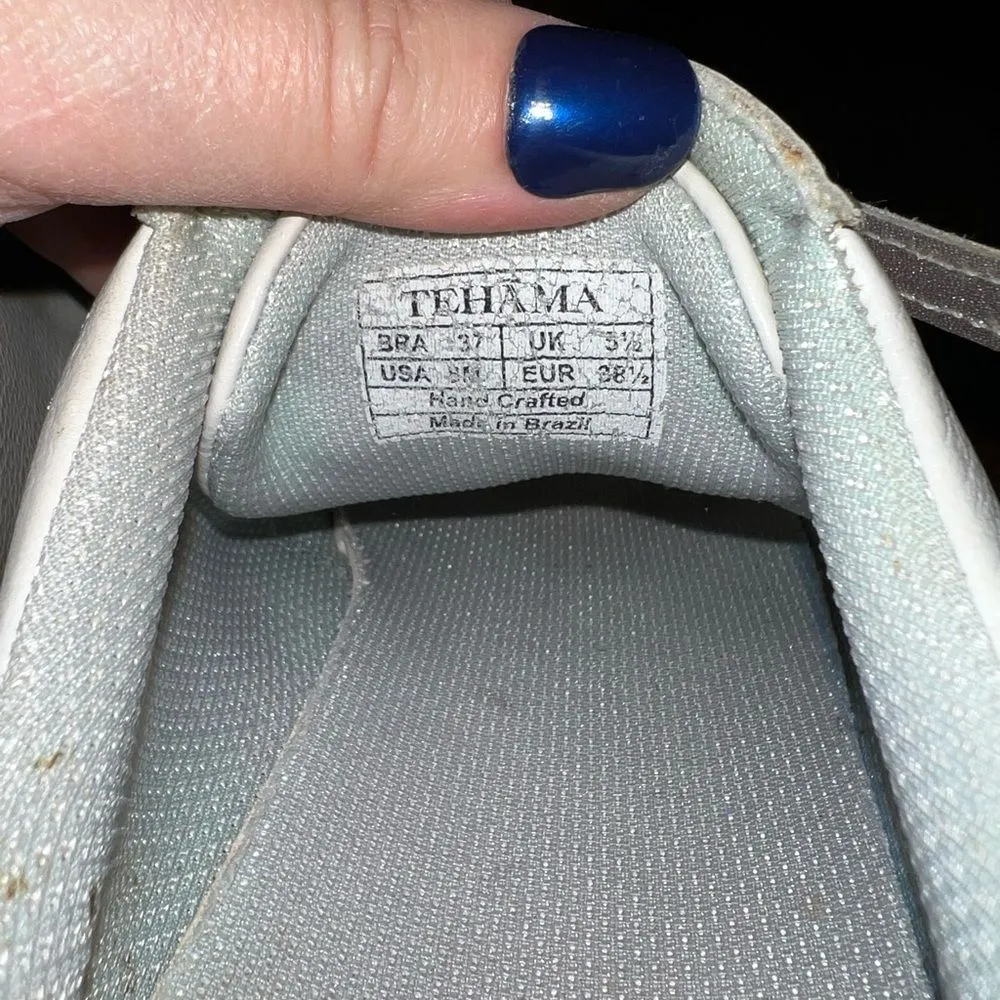 TEHAMA
BRA 37 UK 5½
USA 8M EUR 38½
Hand Crafted
Made in Brazil